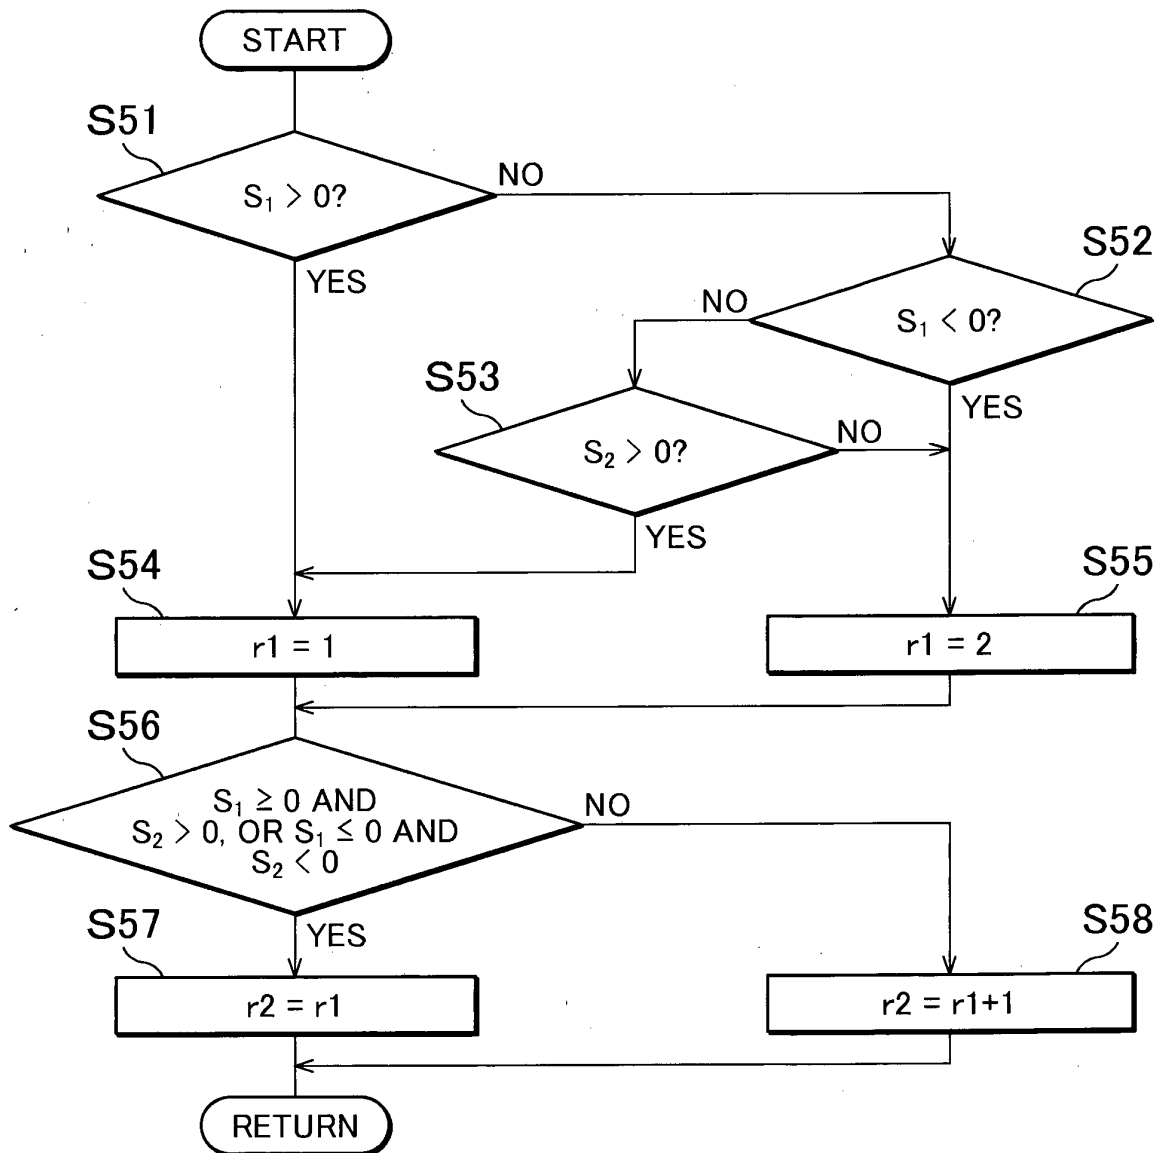 START
S51
S₁ > 0?
NO
YES
S52
S₁ < 0?
NO
YES
S53
S₂ > 0?
NO
YES
S54
r1 = 1
S55
r1 = 2
S56
S₁ ≥ 0 AND
S₂ > 0, OR S₁ ≤ 0 AND
S₂ < 0
NO
YES
S57
r2 = r1
S58
r2 = r1+1
RETURN